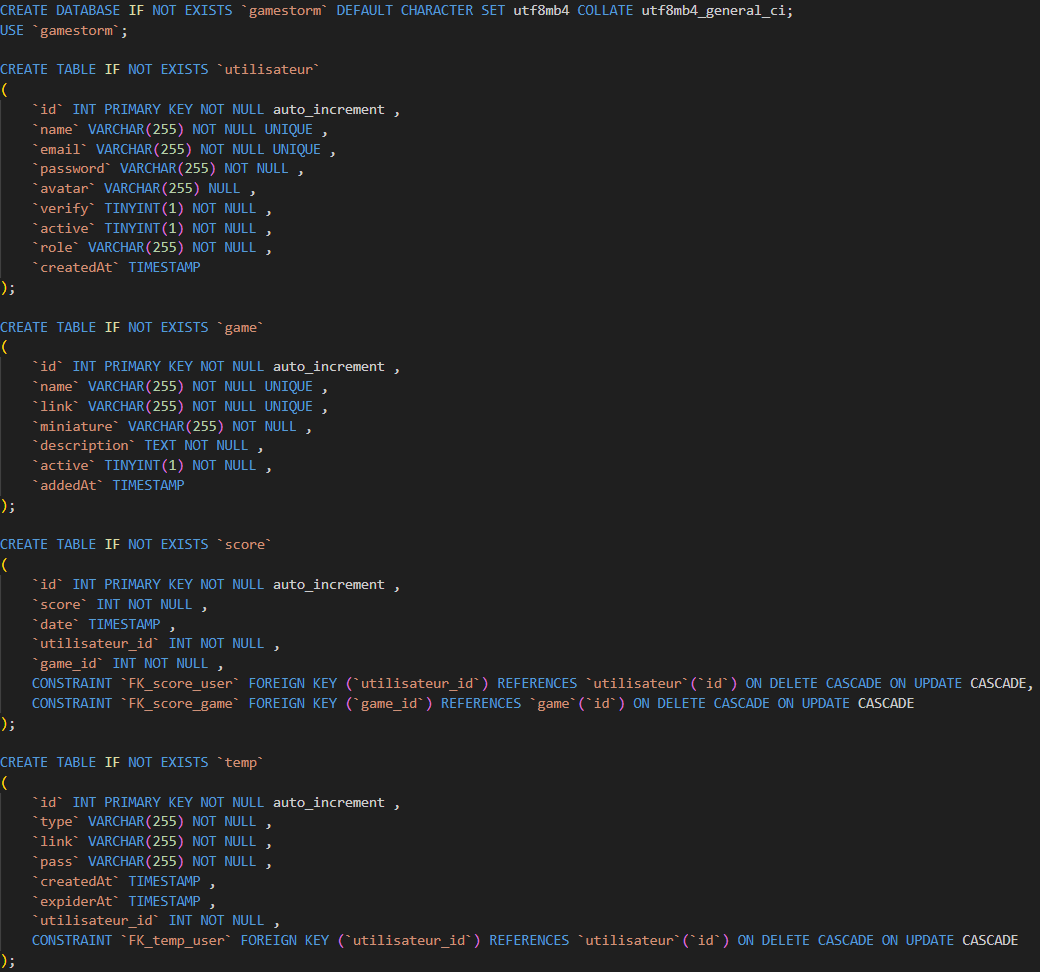 CREATE DATABASE IF NOT EXISTS `gamestorm` DEFAULT CHARACTER SET utf8mb4 COLLATE utf8mb4_general_ci;
USE `gamestorm`;

CREATE TABLE IF NOT EXISTS `utilisateur`
(
    `id` INT PRIMARY KEY NOT NULL auto_increment ,
    `name` VARCHAR(255) NOT NULL UNIQUE ,
    `email` VARCHAR(255) NOT NULL UNIQUE ,
    `password` VARCHAR(255) NOT NULL ,
    `avatar` VARCHAR(255) NULL ,
    `verify` TINYINT(1) NOT NULL ,
    `active` TINYINT(1) NOT NULL ,
    `role` VARCHAR(255) NOT NULL ,
    `createdAt` TIMESTAMP
);

CREATE TABLE IF NOT EXISTS `game`
(
    `id` INT PRIMARY KEY NOT NULL auto_increment ,
    `name` VARCHAR(255) NOT NULL UNIQUE ,
    `link` VARCHAR(255) NOT NULL UNIQUE ,
    `miniature` VARCHAR(255) NOT NULL ,
    `description` TEXT NOT NULL ,
    `active` TINYINT(1) NOT NULL ,
    `addedAt` TIMESTAMP
);

CREATE TABLE IF NOT EXISTS `score`
(
    `id` INT PRIMARY KEY NOT NULL auto_increment ,
    `score` INT NOT NULL ,
    `date` TIMESTAMP ,
    `utilisateur_id` INT NOT NULL ,
    `game_id` INT NOT NULL ,
    CONSTRAINT `FK_score_user` FOREIGN KEY (`utilisateur_id`) REFERENCES `utilisateur`(`id`) ON DELETE CASCADE ON UPDATE CASCADE,
    CONSTRAINT `FK_score_game` FOREIGN KEY (`game_id`) REFERENCES `game`(`id`) ON DELETE CASCADE ON UPDATE CASCADE
);

CREATE TABLE IF NOT EXISTS `temp`
(
    `id` INT PRIMARY KEY NOT NULL auto_increment ,
    `type` VARCHAR(255) NOT NULL ,
    `link` VARCHAR(255) NOT NULL ,
    `pass` VARCHAR(255) NOT NULL ,
    `createdAt` TIMESTAMP ,
    `expiderAt` TIMESTAMP ,
    `utilisateur_id` INT NOT NULL ,
    CONSTRAINT `FK_temp_user` FOREIGN KEY (`utilisateur_id`) REFERENCES `utilisateur`(`id`) ON DELETE CASCADE ON UPDATE CASCADE
);